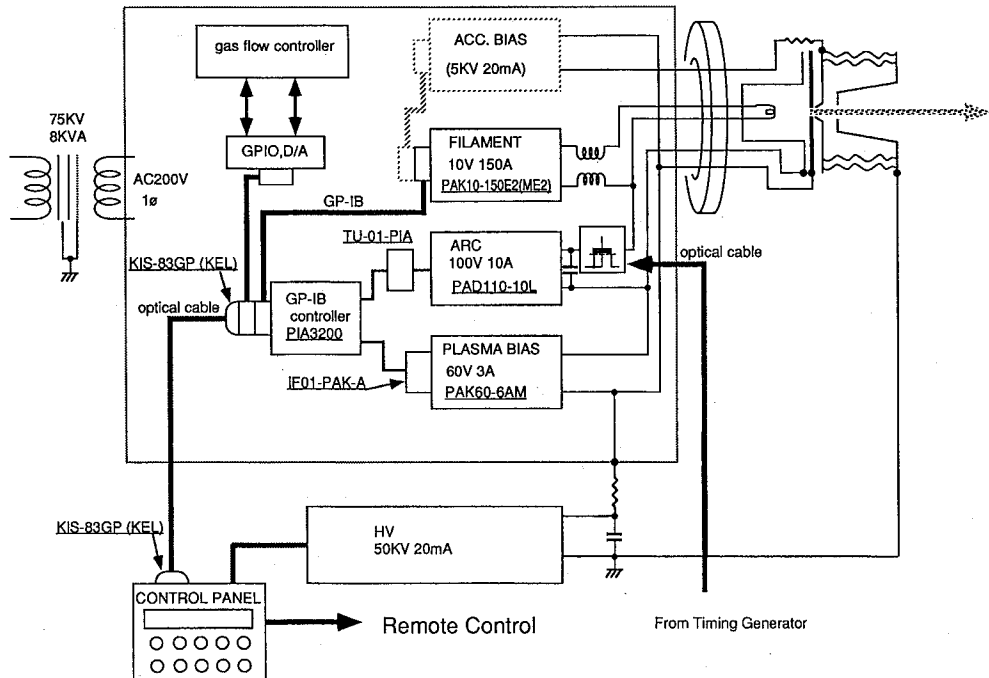 gas flow controller
ACC. BIAS
(5KV 20mA)
75KV
8KVA
GPIO,D/A
FILAMENT
10V 150A
PAK10-150E2(ME2)
AC200V
1ø
GP-IB
TU-01-PIA
KIS-83GP (KEL)
ARC
100V 10A
PAD110-10L
optical cable
optical cable
GP-IB
controller
PIA3200
PLASMA BIAS
60V 3A
PAK60-6AM
IF01-PAK-A
KIS-83GP (KEL)
HV
50KV 20mA
CONTROL PANEL
Remote Control
From Timing Generator